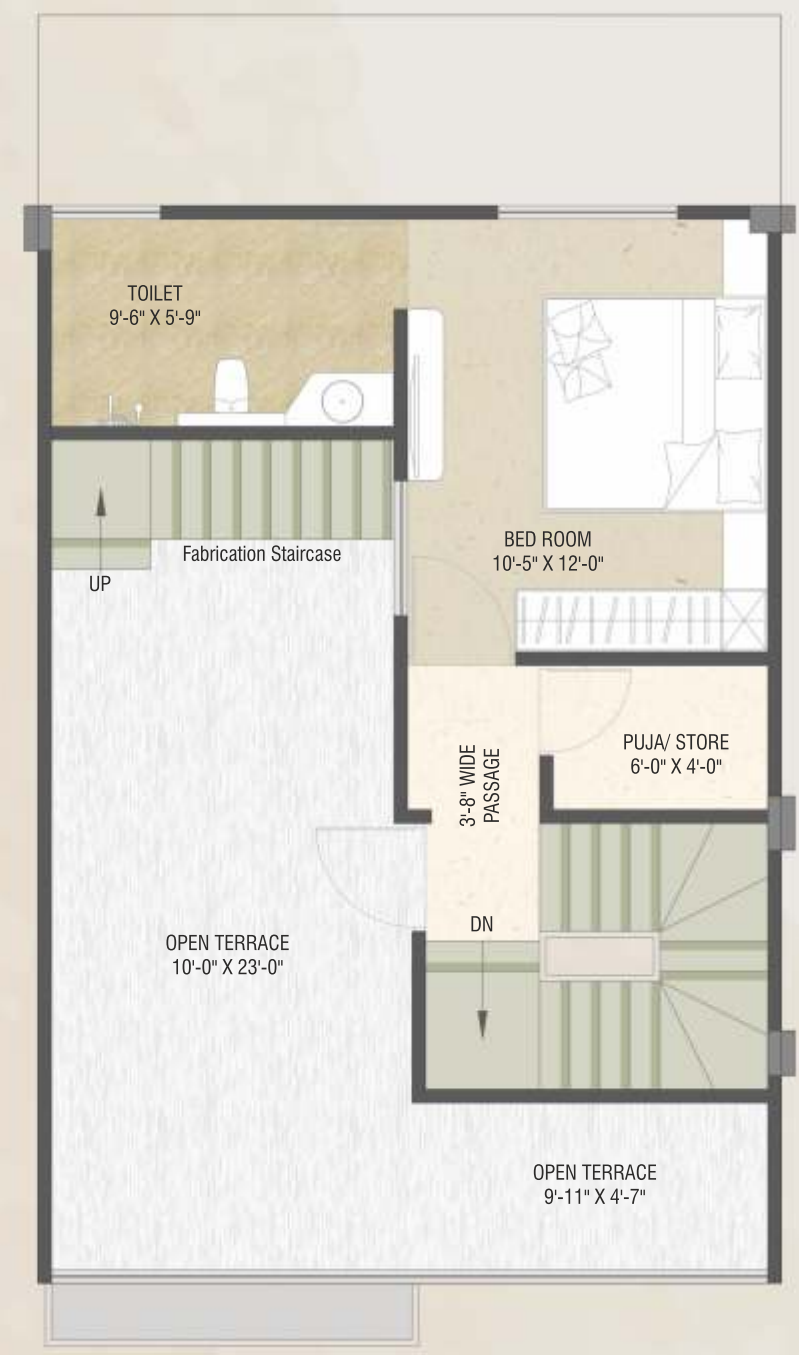 TOILET
9'-6" X 5'-9"
BED ROOM
10'-5" X 12'-0"
Fabrication Staircase
UP
PUJA/ STORE
6'-0" X 4'-0"
3'-8" WIDE
PASSAGE
DN
OPEN TERRACE
10'-0" X 23'-0"
OPEN TERRACE
9'-11" X 4'-7"